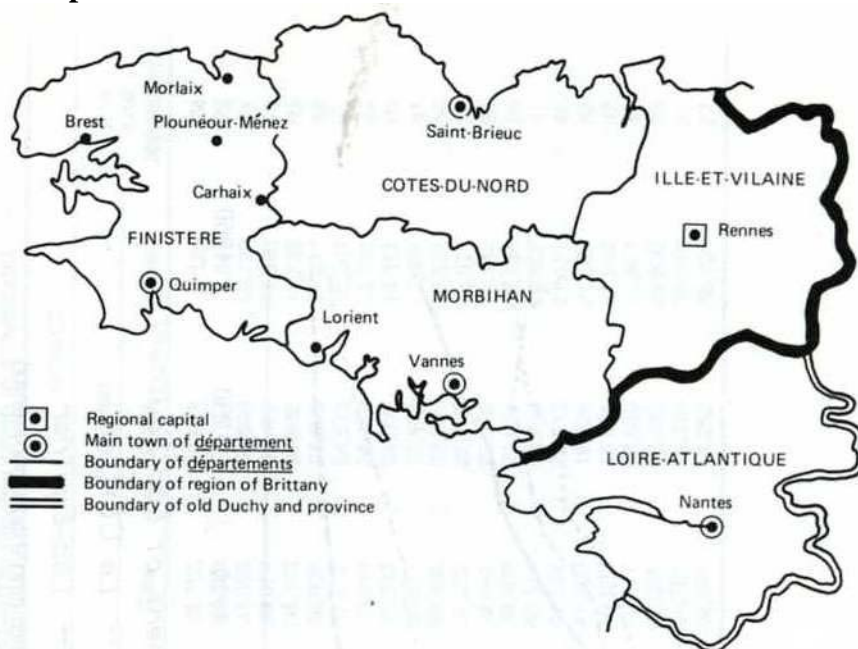 Morlaix
Brest
Plounéour-Ménez
Saint-Brieuc
Carhaix
COTES-DU-NORD
ILLE-ET-VILAINE
Rennes
FINISTERE
Quimper
MORBIHAN
Lorient
Vannes
Regional capital
Main town of département
Boundary of départements
Boundary of region of Brittany
Boundary of old Duchy and province
LOIRE-ATLANTIQUE
Nantes